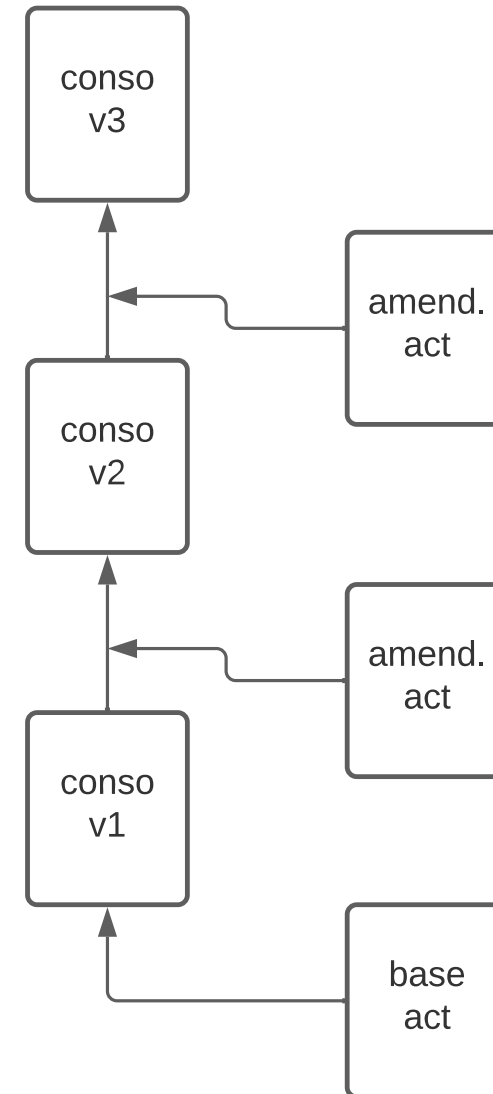 conso
v3
amend.
act
conso
v2
amend.
act
conso
v1
base
act